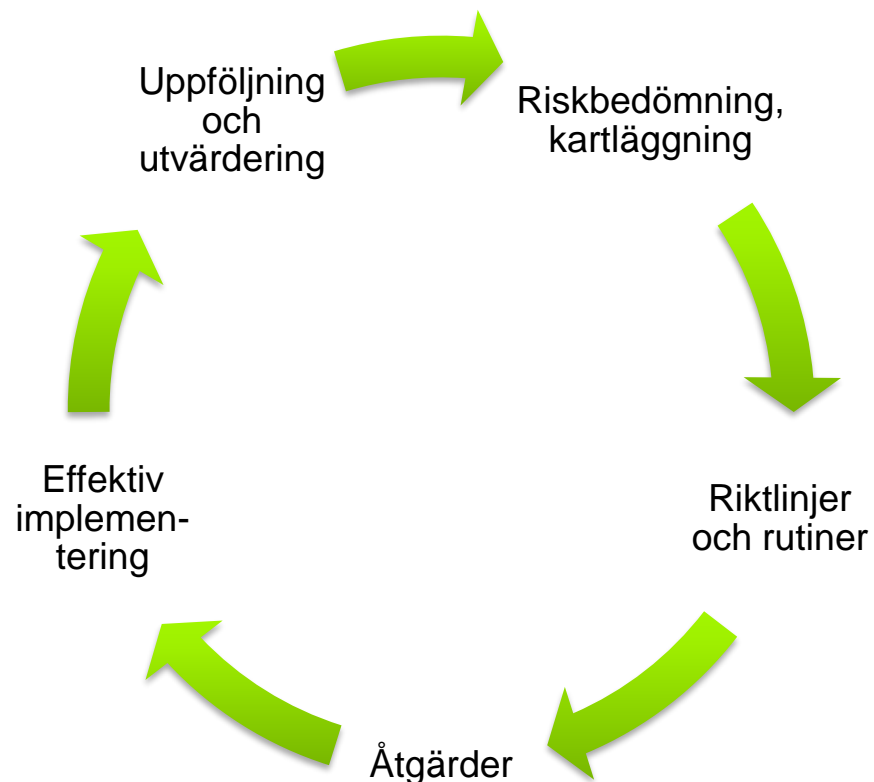 Uppföljning
och
utvärdering
Riskbedömning,
kartläggning
Riktlinjer
och rutiner
Åtgärder
Effektiv
implemen-
tering